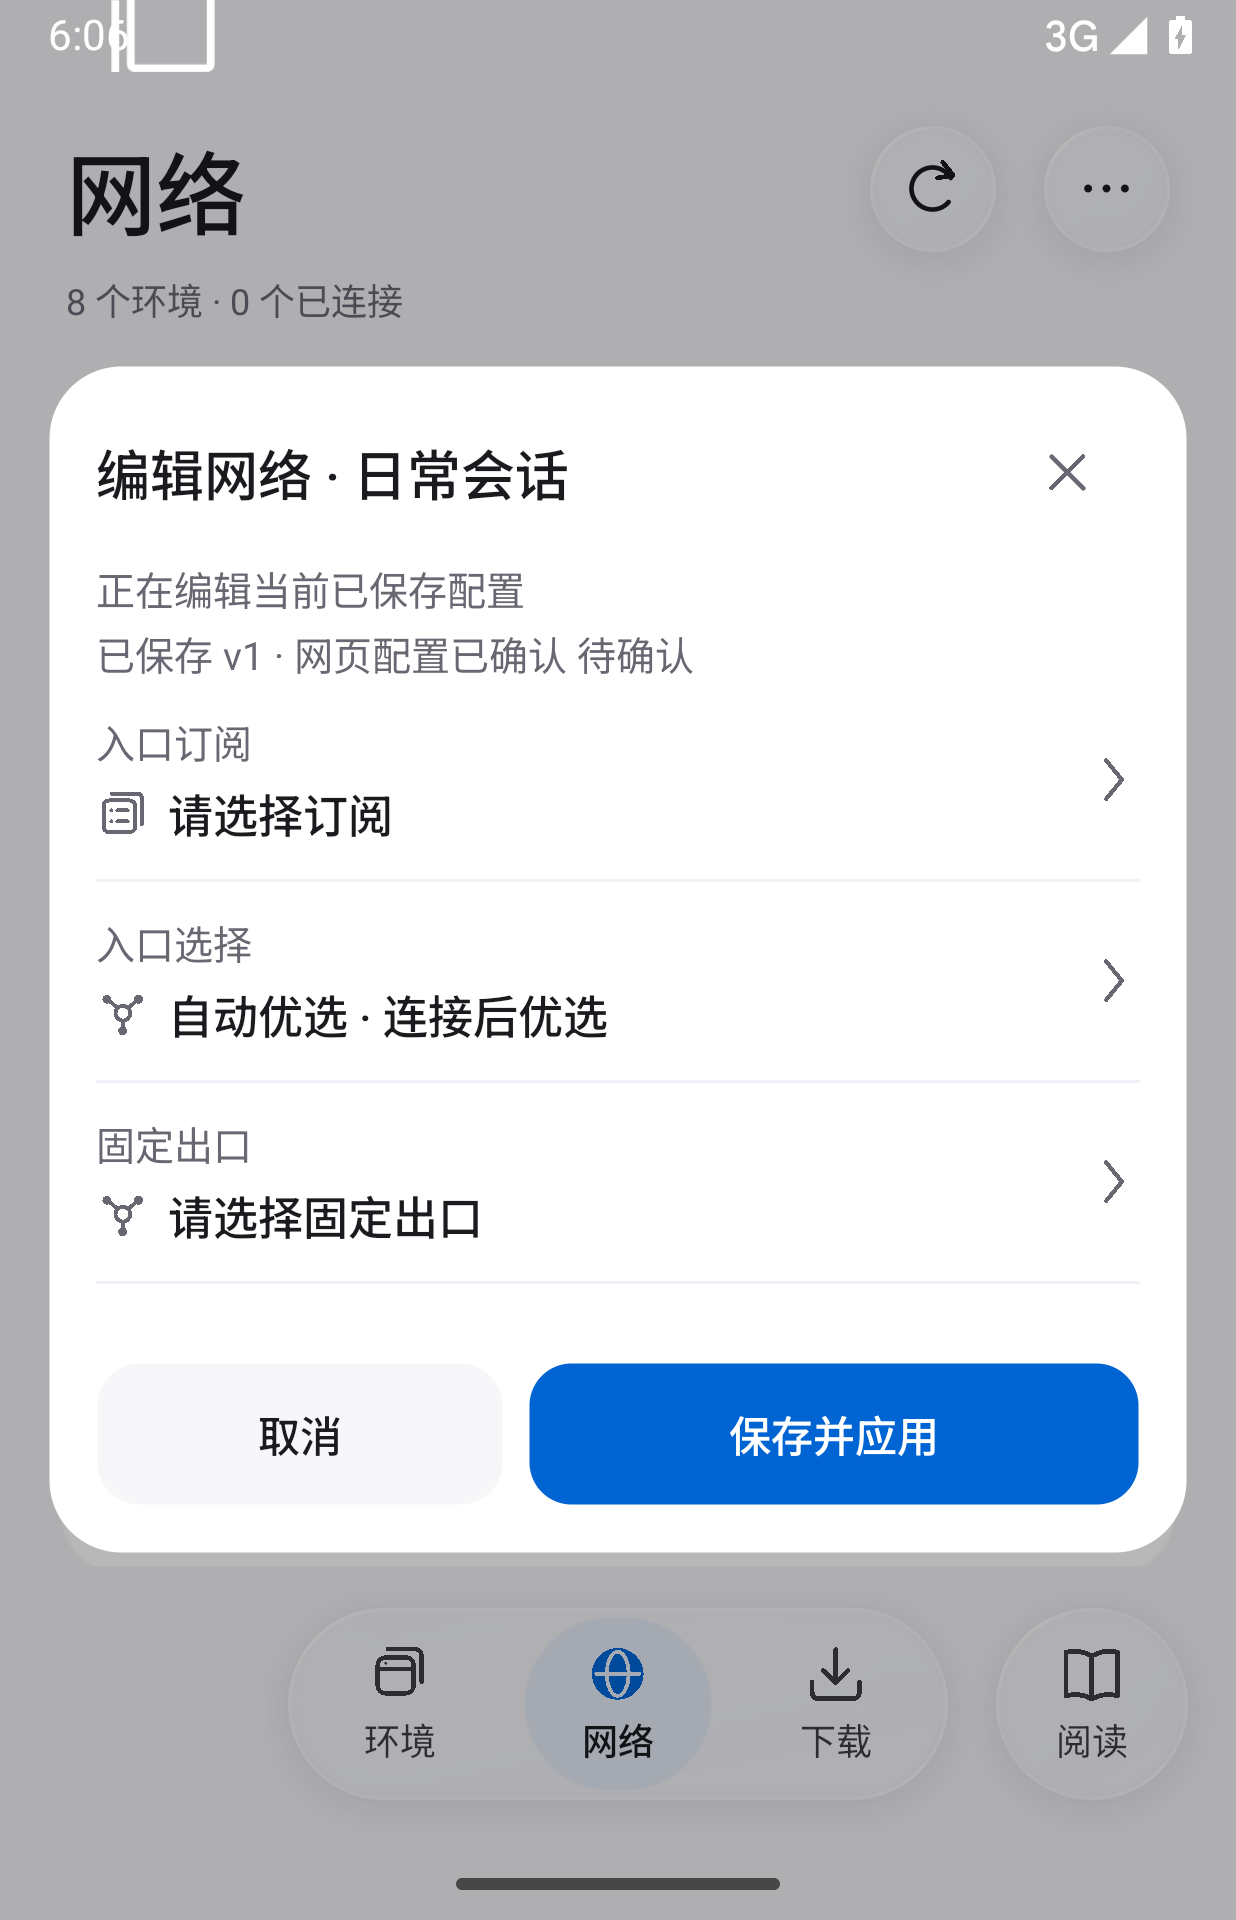 6:06
3G
网络
8 个环境 · 0 个已连接
编辑网络 · 日常会话
正在编辑当前已保存配置
已保存 v1 · 网页配置已确认 待确认
入口订阅
请选择订阅
入口选择
自动优选 · 连接后优选
固定出口
请选择固定出口
取消
保存并应用
环境
网络
下载
阅读